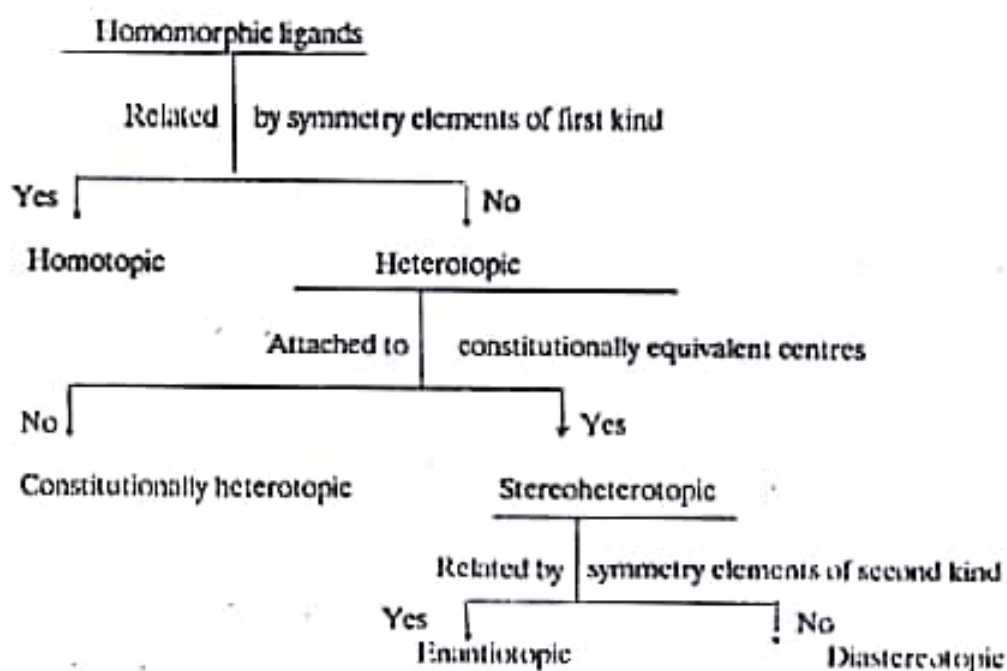 Homomorphic ligands
Related by symmetry elements of first kind
Yes No
Homotopic Heterotopic
Attached to constitutionally equivalent centres
No Yes
Constitutionally heterotopic Stereoheterotopic
Related by symmetry elements of second kind
Yes No
Enantiotopic Diastereotopic